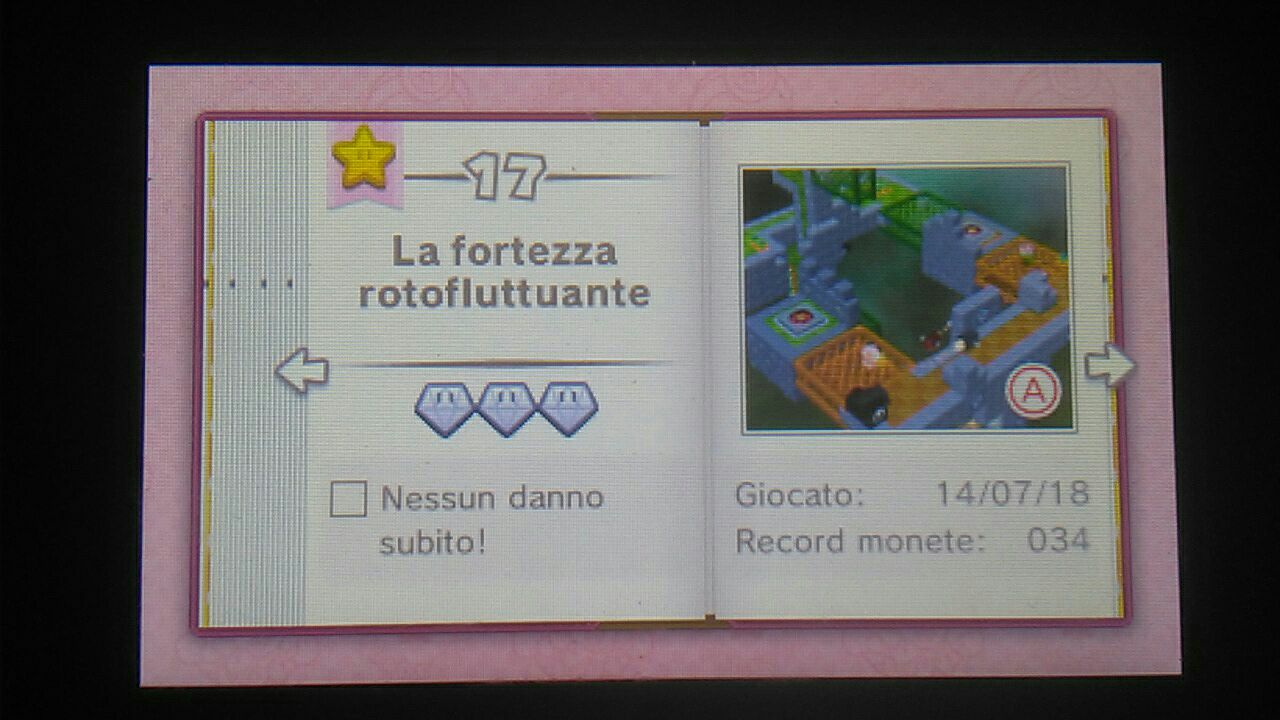 17
La fortezza
rotofluttuante
Nessun danno
subito!
A
Giocato: 14/07/18
Record monete: 034